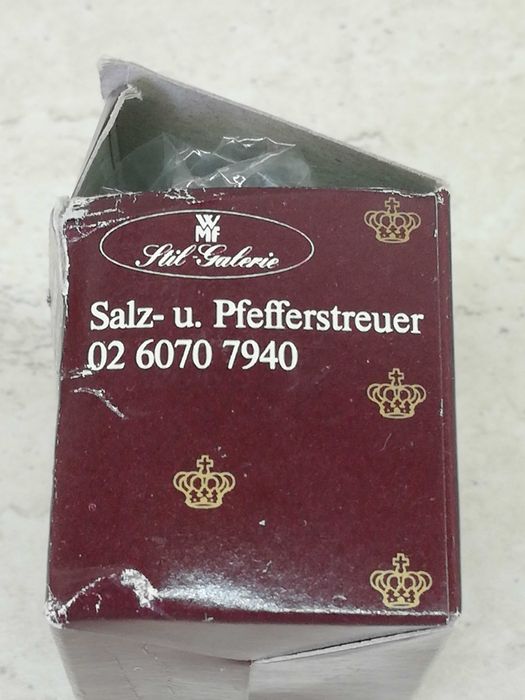 WMF
Stil-Galerie
Salz- u. Pfefferstreuer
02 6070 7940